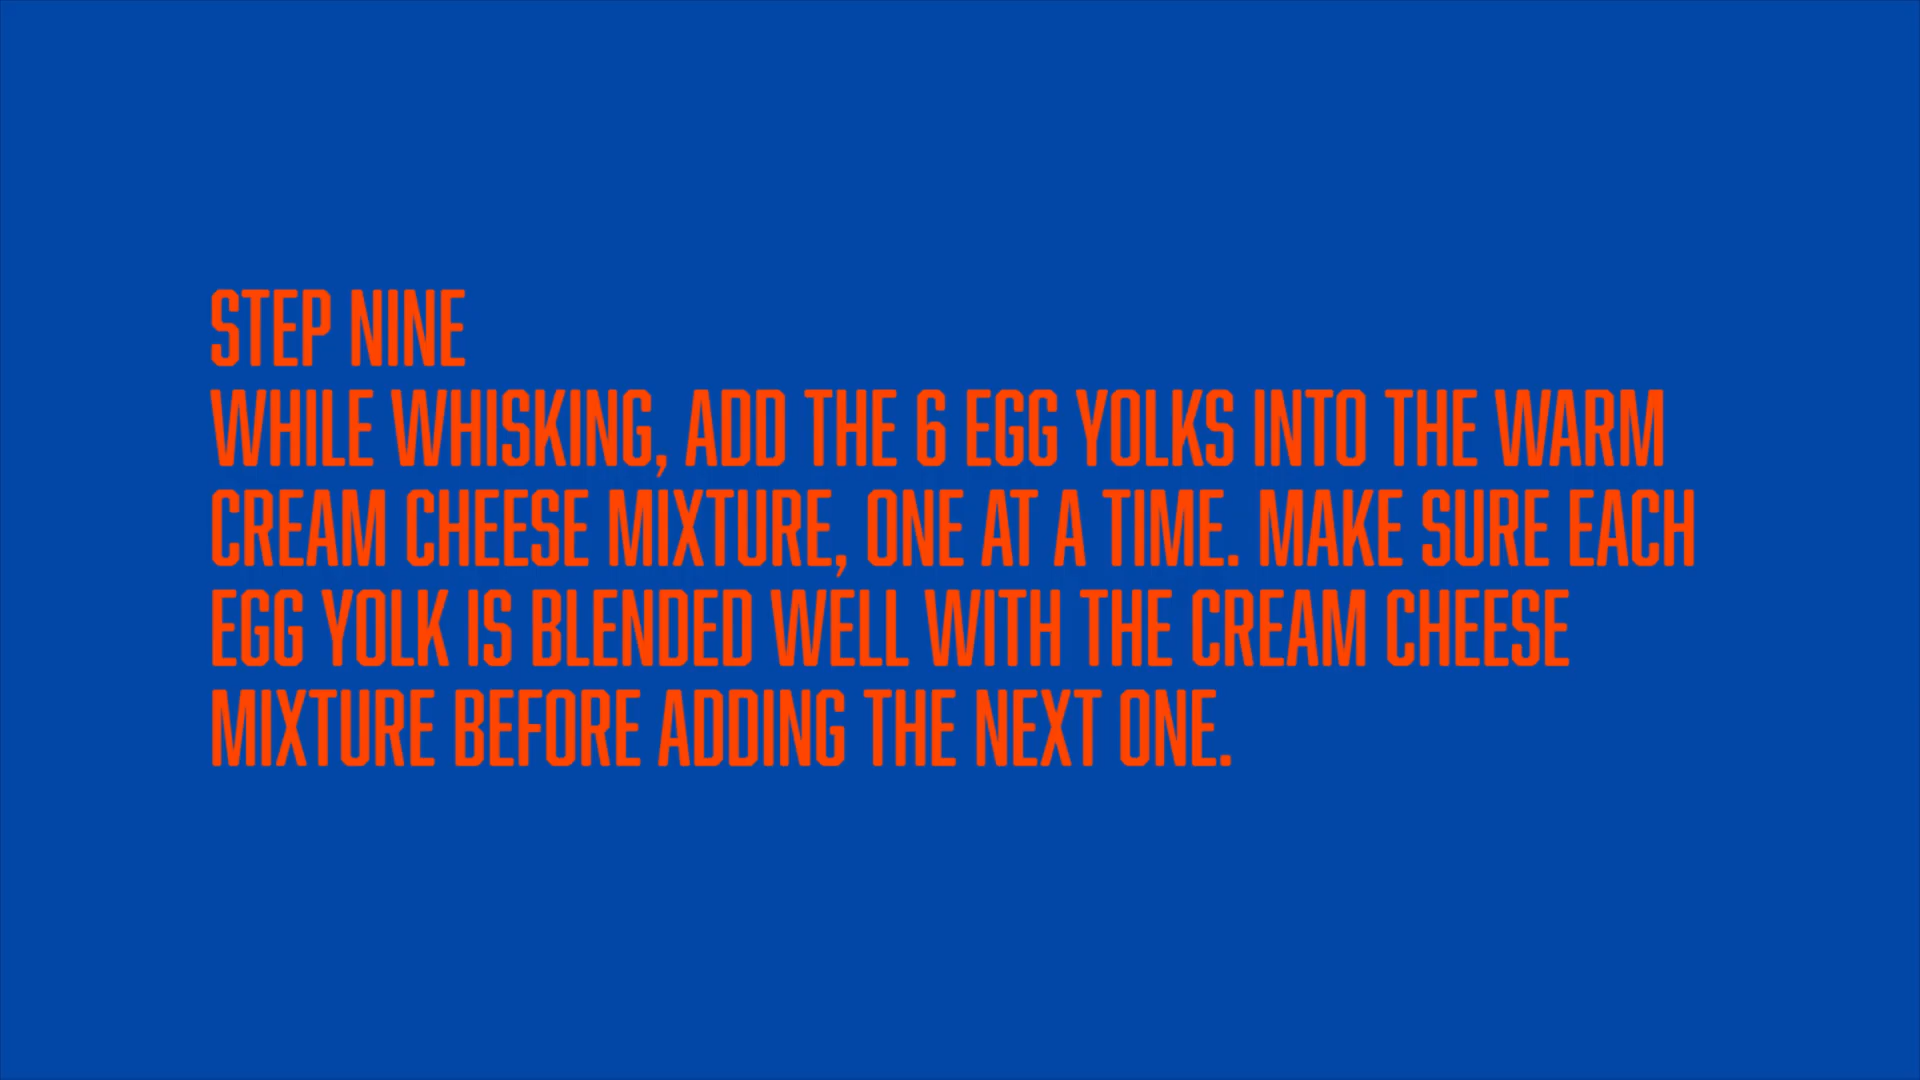 STEP NINE
WHILE WHISKING, ADD THE 6 EGG YOLKS INTO THE WARM
CREAM CHEESE MIXTURE, ONE AT A TIME. MAKE SURE EACH
EGG YOLK IS BLENDED WELL WITH THE CREAM CHEESE
MIXTURE BEFORE ADDING THE NEXT ONE.